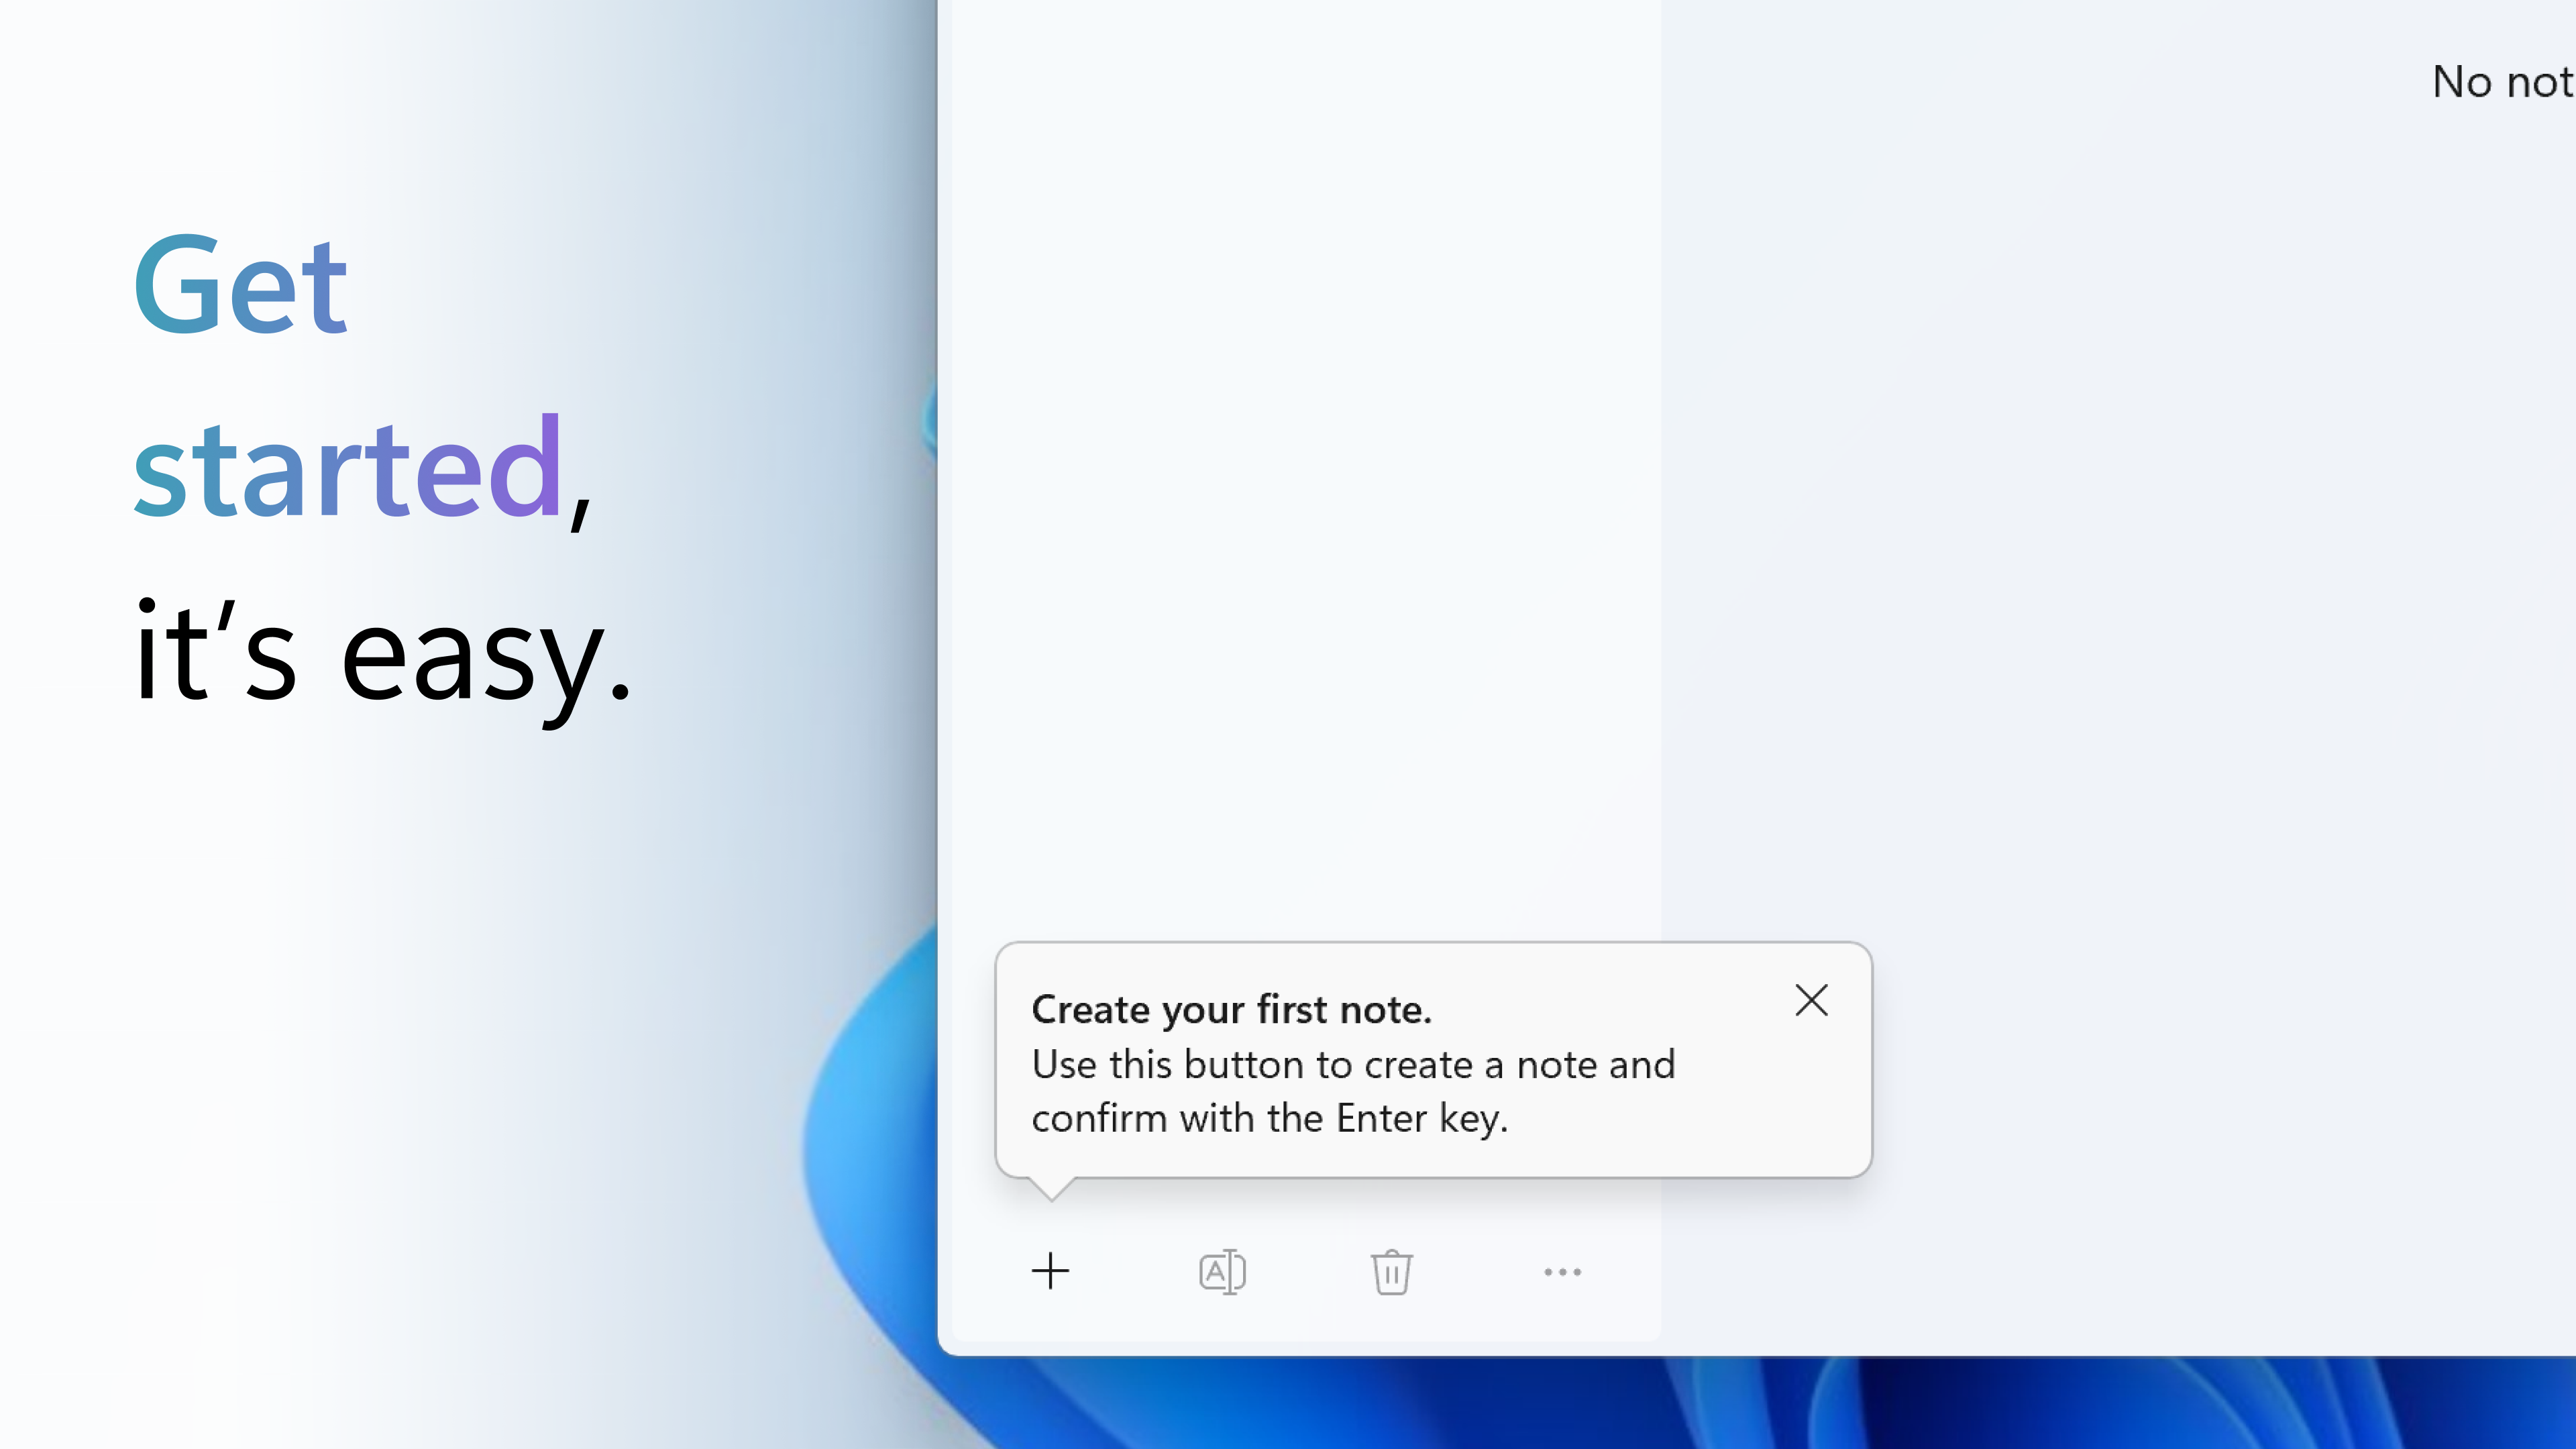 Get
started,
it’s easy.
No not
Create your first note.
Use this button to create a note and
confirm with the Enter key.